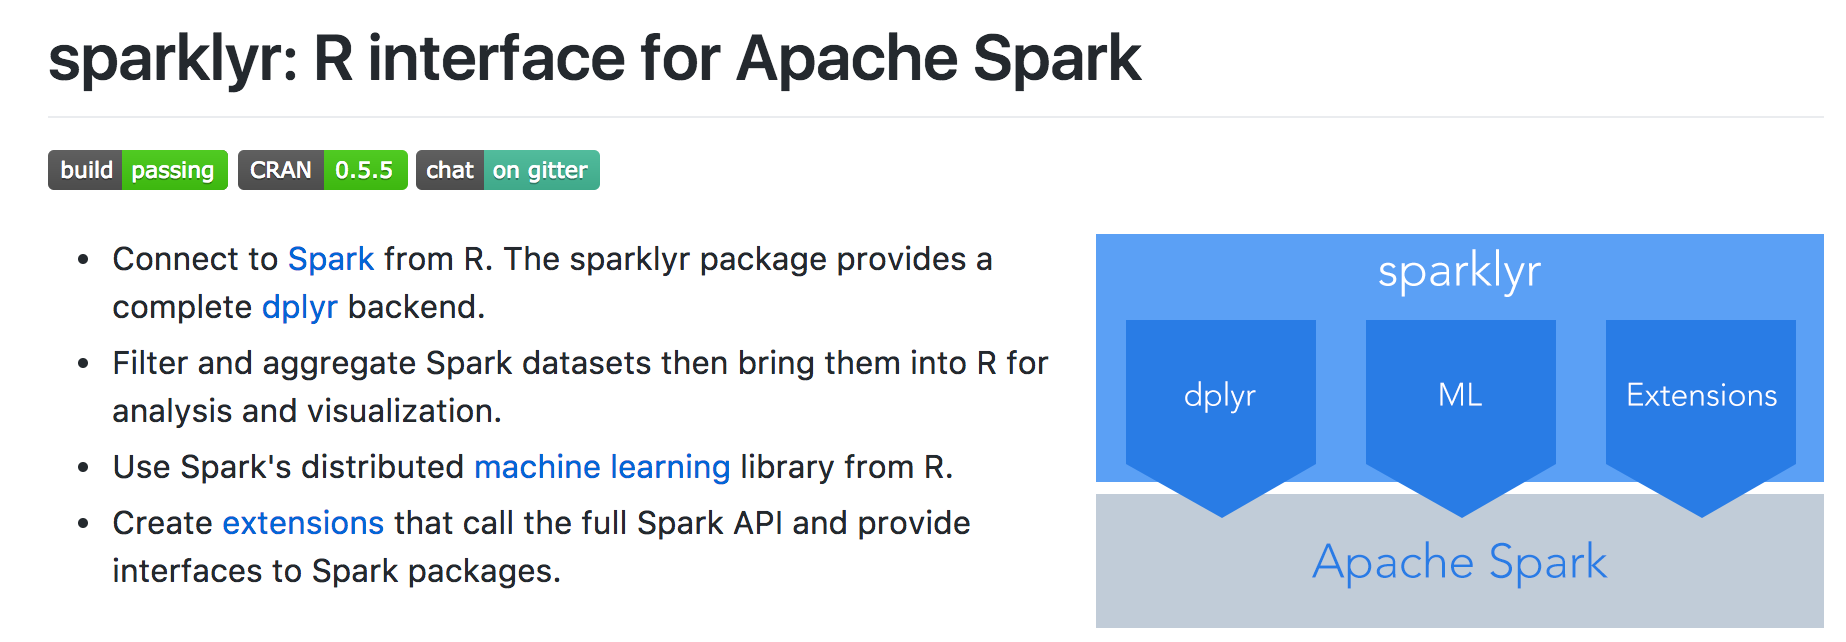 sparklyr: R interface for Apache Spark
build passing CRAN 0.5.5 chat on gitter
• Connect to Spark from R. The sparklyr package provides a
complete dplyr backend.
• Filter and aggregate Spark datasets then bring them into R for
analysis and visualization.
• Use Spark's distributed machine learning library from R.
• Create extensions that call the full Spark API and provide
interfaces to Spark packages.
sparklyr
dplyr ML Extensions
Apache Spark